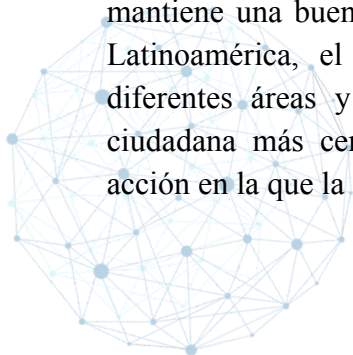 mantiene una buen
Latinoamérica, el
diferentes áreas y
ciudadana más cer
acción en la que la